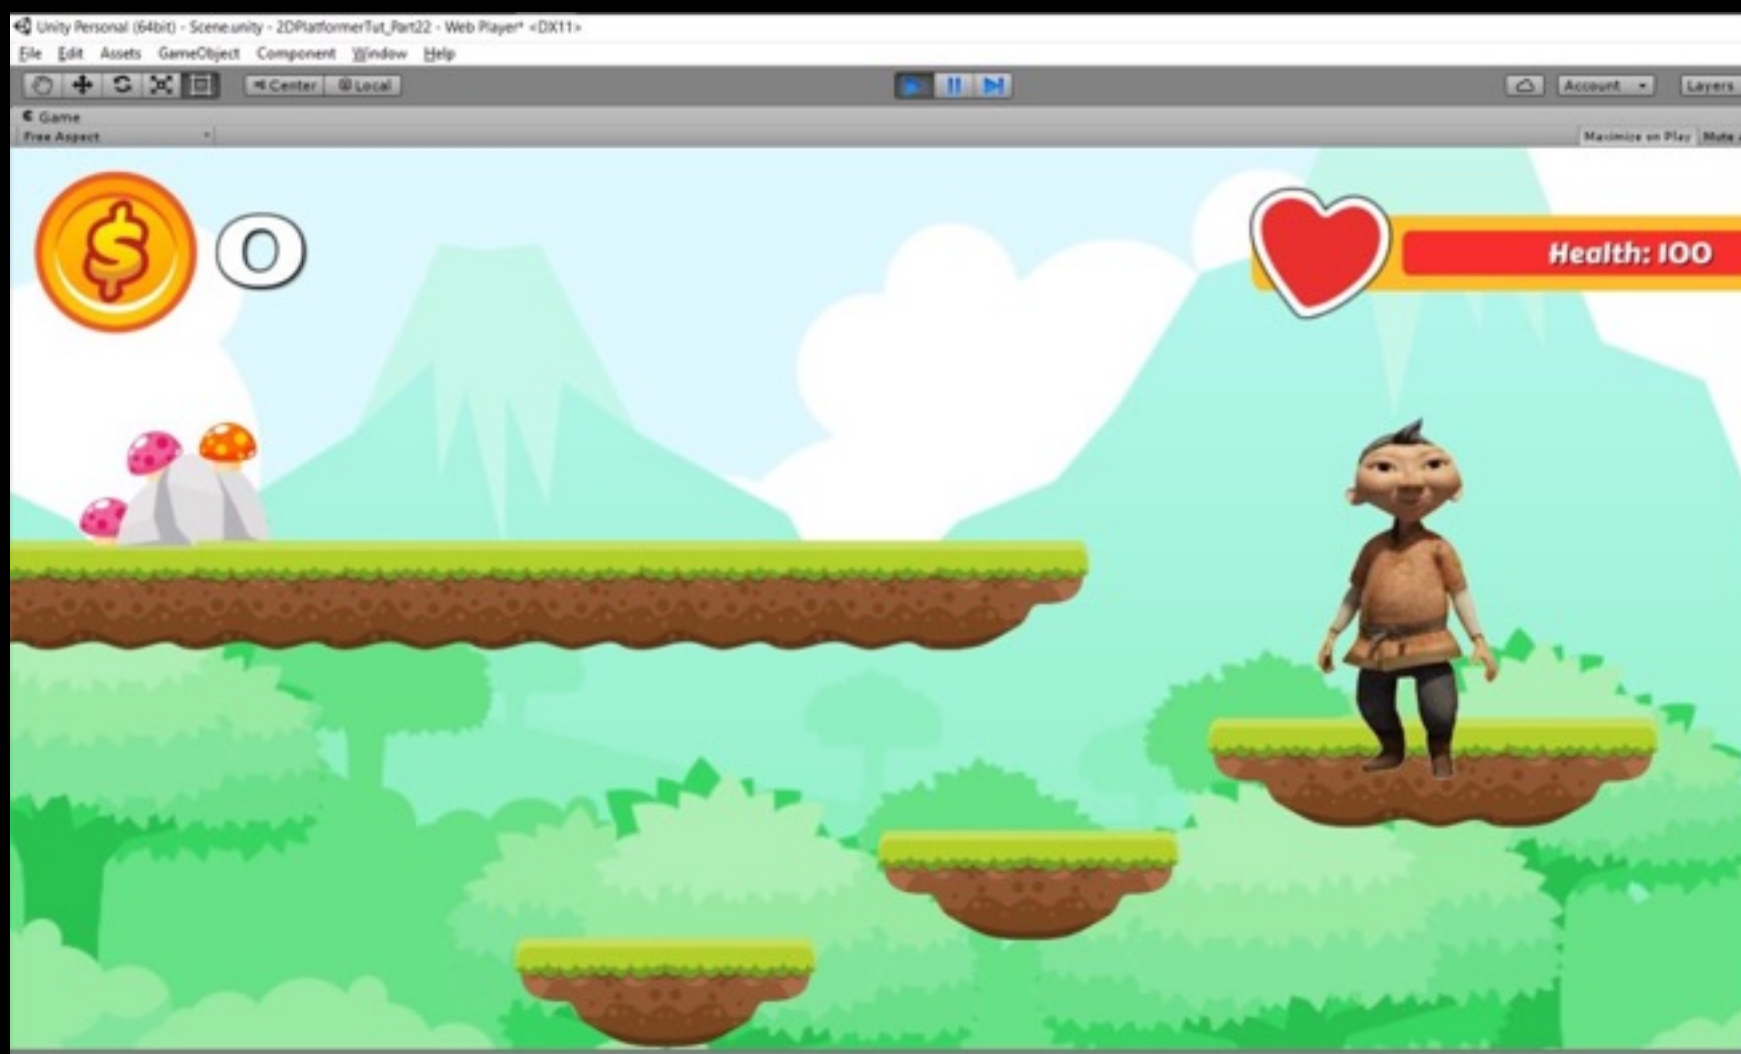 Unity Personal (64bit) - Scene.unity - 2DPlatformerTut_Part22 - Web Player* <DX11>
File Edit Assets GameObject Component Window Help
Center Local Account Layers
Game
Free Aspect Maximize on Play Mute
$ 0 Health: 100